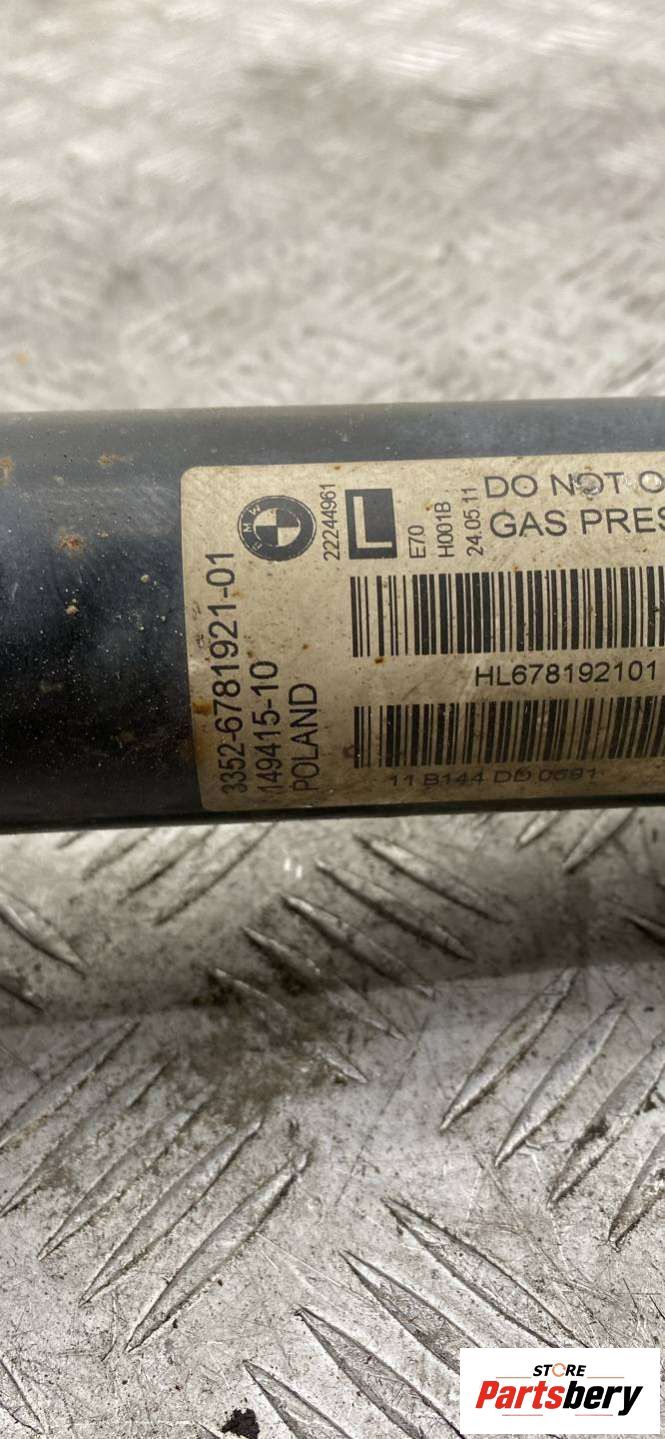 BMW
22244961
L
E70
H001B
24.05.11
DO NOT O
GAS PRES
3352-6781921-01
149415-10
POLAND
HL678192101
11 B144 DD 0691
STORE
Partsbery